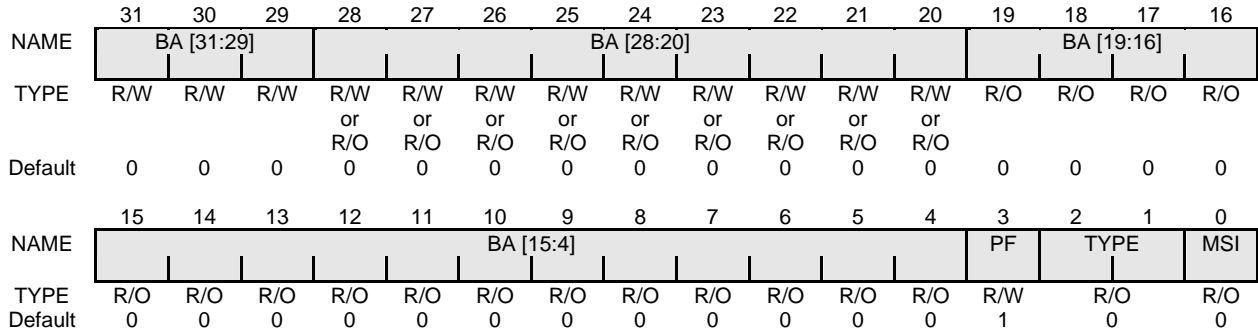 31 30 29 28 27 26 25 24 23 22 21 20 19 18 17 16
NAME BA [31:29] BA [28:20] BA [19:16]
TYPE R/W R/W R/W R/W R/W R/W R/W R/W R/W R/W R/W R/W R/O R/O R/O R/O
or or or or or or or or or
R/O R/O R/O R/O R/O R/O R/O R/O R/O
Default 0 0 0 0 0 0 0 0 0 0 0 0 0 0 0 0
15 14 13 12 11 10 9 8 7 6 5 4 3 2 1 0
NAME BA [15:4] PF TYPE MSI
TYPE R/O R/O R/O R/O R/O R/O R/O R/O R/O R/O R/O R/O R/W R/O R/O
Default 0 0 0 0 0 0 0 0 0 0 0 0 1 0 0